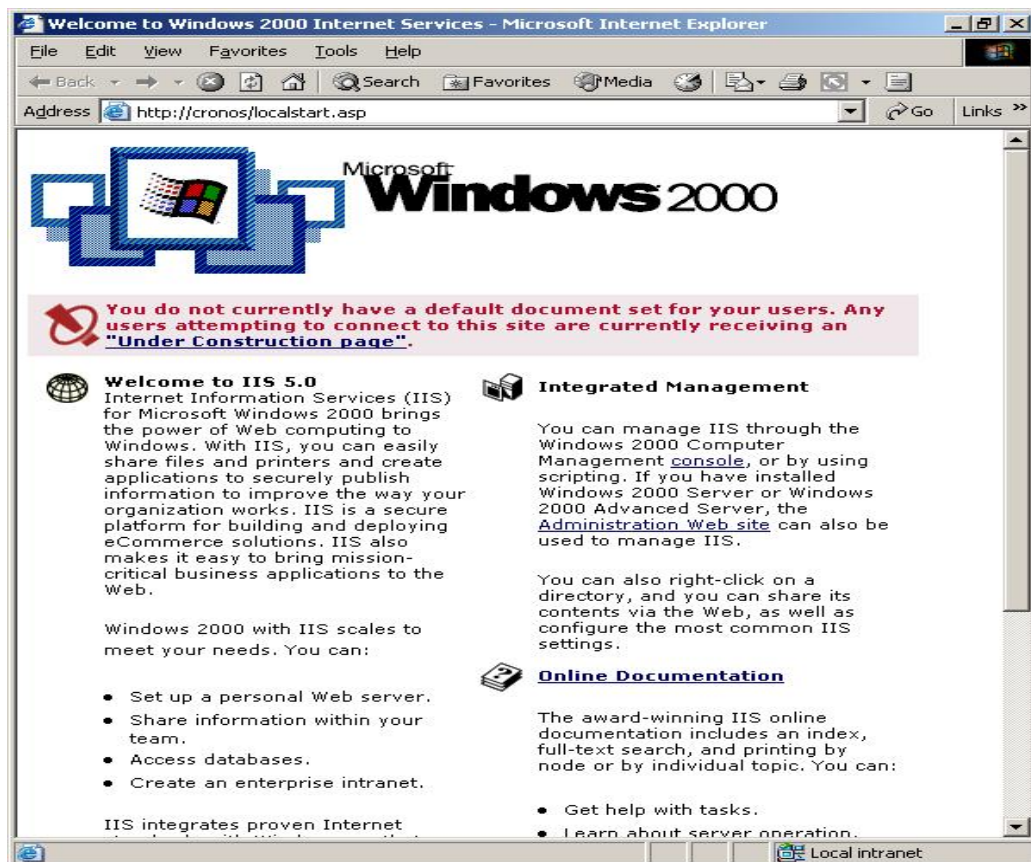 Welcome to Windows 2000 Internet Services - Microsoft Internet Explorer
File Edit View Favorites Tools Help
Back Search Favorites Media
Address http://cronos/localstart.asp Go Links »
Microsoft
Windows 2000
You do not currently have a default document set for your users. Any
users attempting to connect to this site are currently receiving an
"Under Construction page".
Welcome to IIS 5.0
Internet Information Services (IIS)
for Microsoft Windows 2000 brings
the power of Web computing to
Windows. With IIS, you can easily
share files and printers and create
applications to securely publish
information to improve the way your
organization works. IIS is a secure
platform for building and deploying
eCommerce solutions. IIS also
makes it easy to bring mission-
critical business applications to the
Web.
Windows 2000 with IIS scales to
meet your needs. You can:
• Set up a personal Web server.
• Share information within your
team.
• Access databases.
• Create an enterprise intranet.
IIS integrates proven Internet
Integrated Management
You can manage IIS through the
Windows 2000 Computer
Management console, or by using
scripting. If you have installed
Windows 2000 Server or Windows
2000 Advanced Server, the
Administration Web site can also be
used to manage IIS.
You can also right-click on a
directory, and you can share its
contents via the Web, as well as
configure the most common IIS
settings.
Online Documentation
The award-winning IIS online
documentation includes an index,
full-text search, and printing by
node or by individual topic. You can:
• Get help with tasks.
• Learn about server operation.
Local intranet